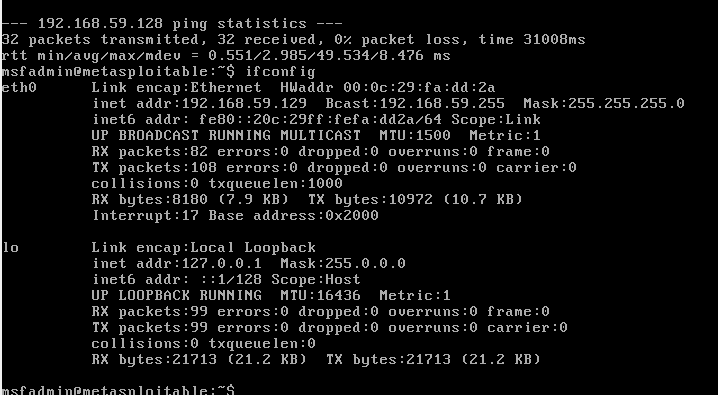 --- 192.168.59.128 ping statistics ---
32 packets transmitted, 32 received, 0% packet loss, time 31008ms
rtt min/avg/max/mdev = 0.551/2.985/49.534/8.476 ms
msfadmin@metasploitable:~$ ifconfig
eth0      Link encap:Ethernet  HWaddr 00:0c:29:fa:dd:2a
          inet addr:192.168.59.129  Bcast:192.168.59.255  Mask:255.255.255.0
          inet6 addr: fe80::20c:29ff:fefa:dd2a/64 Scope:Link
          UP BROADCAST RUNNING MULTICAST  MTU:1500  Metric:1
          RX packets:82 errors:0 dropped:0 overruns:0 frame:0
          TX packets:108 errors:0 dropped:0 overruns:0 carrier:0
          collisions:0 txqueuelen:1000
          RX bytes:8180 (7.9 KB)  TX bytes:10972 (10.7 KB)
          Interrupt:17 Base address:0x2000
lo        Link encap:Local Loopback
          inet addr:127.0.0.1  Mask:255.0.0.0
          inet6 addr: ::1/128 Scope:Host
          UP LOOPBACK RUNNING  MTU:16436  Metric:1
          RX packets:99 errors:0 dropped:0 overruns:0 frame:0
          TX packets:99 errors:0 dropped:0 overruns:0 carrier:0
          collisions:0 txqueuelen:0
          RX bytes:21713 (21.2 KB)  TX bytes:21713 (21.2 KB)
msfadmin@metasploitable:~$